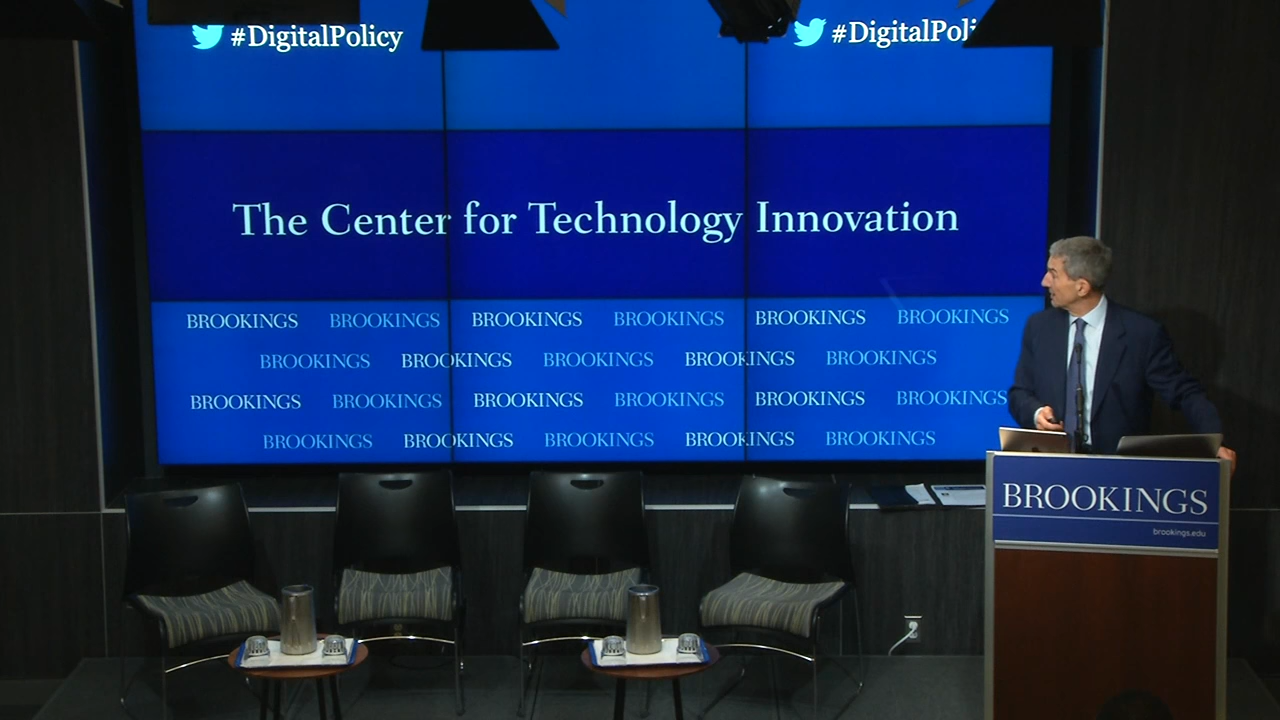 #DigitalPolicy #DigitalPoli
The Center for Technology Innovation
BROOKINGS BROOKINGS BROOKINGS BROOKINGS BROOKINGS BROOKINGS
BROOKINGS BROOKINGS BROOKINGS BROOKINGS BROOKINGS
BROOKINGS BROOKINGS BROOKINGS BROOKINGS BROOKINGS BROOKINGS
BROOKINGS BROOKINGS BROOKINGS BROOKINGS BROOKINGS
BROOKINGS
brookings.edu